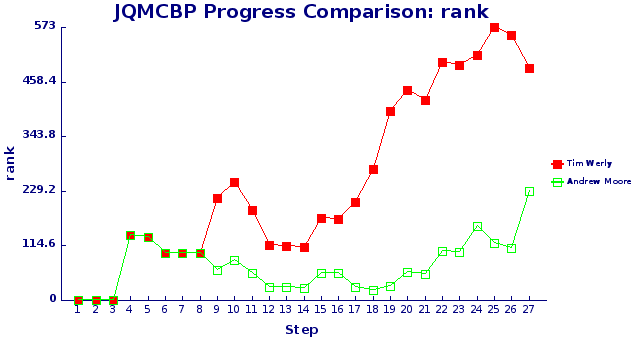 JQMCBP Progress Comparison: rank
573
458.4
343.8
229.2
114.6
0
rank
1 2 3 4 5 6 7 8 9 10 11 12 13 14 15 16 17 18 19 20 21 22 23 24 25 26 27
Step
Tim Werly
Andrew Moore